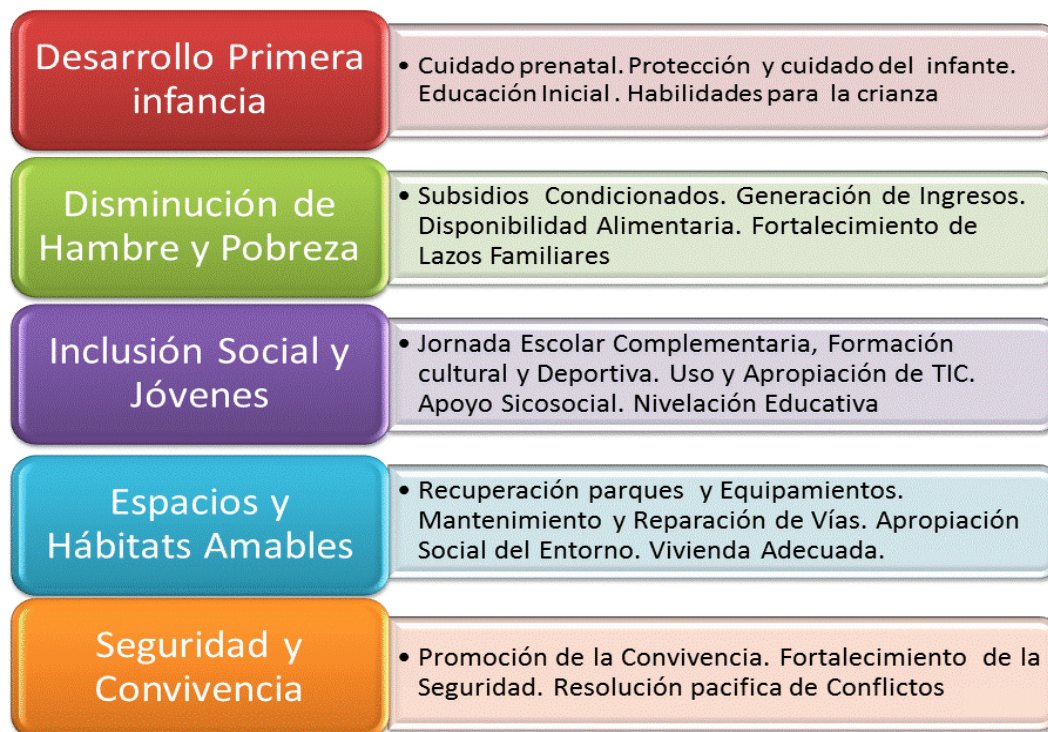 Desarrollo Primera
infancia
• Cuidado prenatal. Protección y cuidado del infante.
Educación Inicial . Habilidades para la crianza
Disminución de
Hambre y Pobreza
• Subsidios Condicionados. Generación de Ingresos.
Disponibilidad Alimentaria. Fortalecimiento de
Lazos Familiares
Inclusión Social y
Jóvenes
• Jornada Escolar Complementaria, Formación
cultural y Deportiva. Uso y Apropiación de TIC.
Apoyo Sicosocial. Nivelación Educativa
Espacios y
Hábitats Amables
• Recuperación parques y Equipamientos.
Mantenimiento y Reparación de Vías. Apropiación
Social del Entorno. Vivienda Adecuada.
Seguridad y
Convivencia
• Promoción de la Convivencia. Fortalecimiento de la
Seguridad. Resolución pacifica de Conflictos